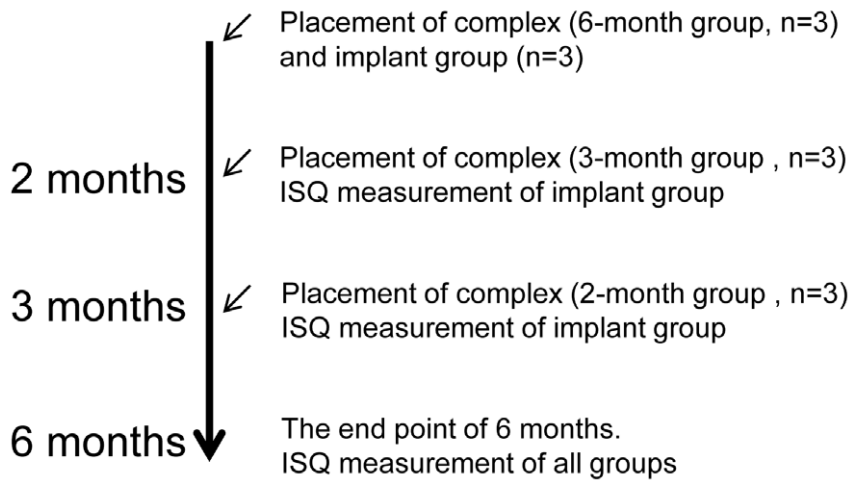 Placement of complex (6-month group, n=3)
and implant group (n=3)
2 months
Placement of complex (3-month group , n=3)
ISQ measurement of implant group
3 months
Placement of complex (2-month group , n=3)
ISQ measurement of implant group
6 months
The end point of 6 months.
ISQ measurement of all groups